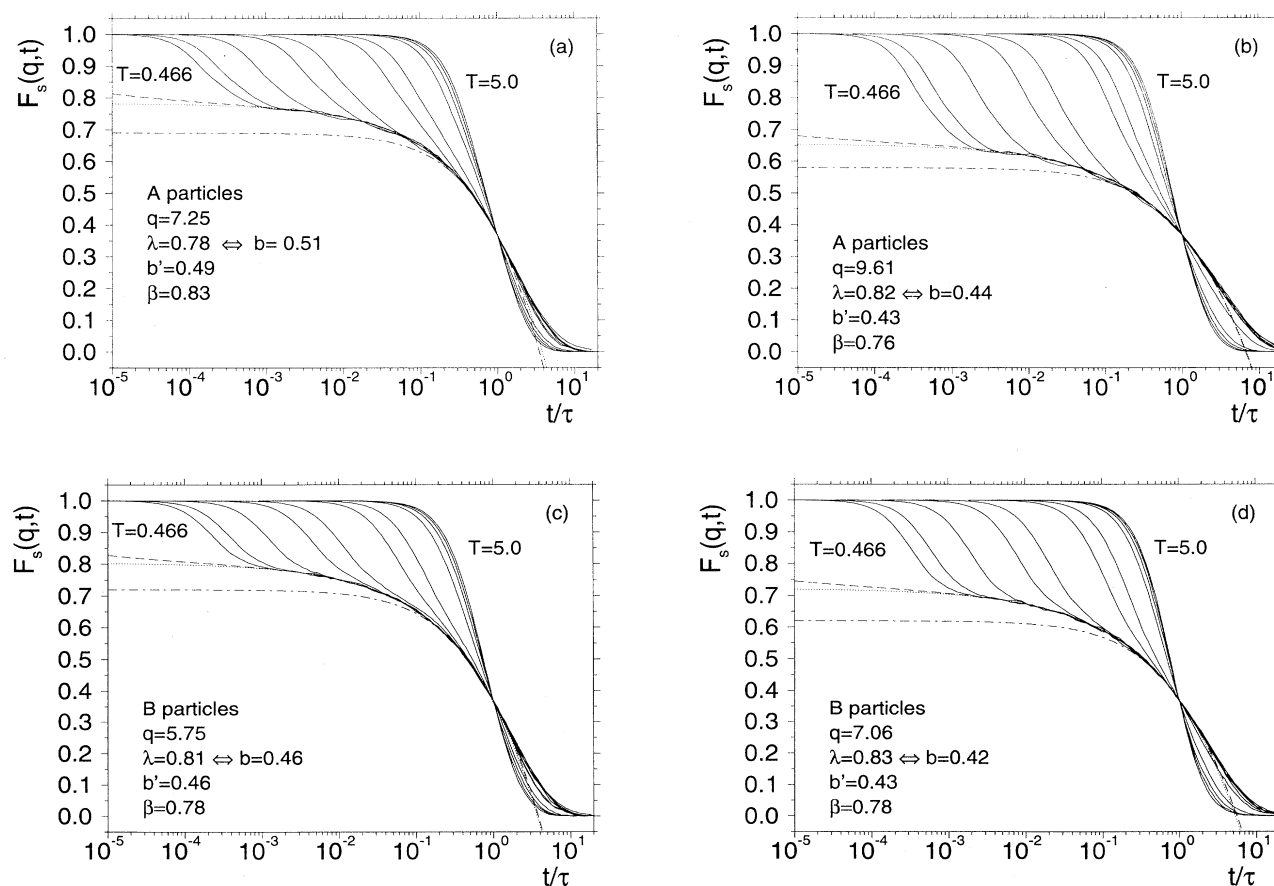 (a)
F_s(q,t)
1.0
0.9
0.8
0.7
0.6
0.5
0.4
0.3
0.2
0.1
0.0
T=0.466
T=5.0
A particles
q=7.25
λ=0.78 ⇔ b= 0.51
b'=0.49
β=0.83
10^-5 10^-4 10^-3 10^-2 10^-1 10^0 10^1
t/τ
(b)
F_s(q,t)
1.0
0.9
0.8
0.7
0.6
0.5
0.4
0.3
0.2
0.1
0.0
T=0.466
T=5.0
A particles
q=9.61
λ=0.82 ⇔ b=0.44
b'=0.43
β=0.76
10^-5 10^-4 10^-3 10^-2 10^-1 10^0 10^1
t/τ
(c)
F_s(q,t)
1.0
0.9
0.8
0.7
0.6
0.5
0.4
0.3
0.2
0.1
0.0
T=0.466
T=5.0
B particles
q=5.75
λ=0.81 ⇔ b=0.46
b'=0.46
β=0.78
10^-5 10^-4 10^-3 10^-2 10^-1 10^0 10^1
t/τ
(d)
F_s(q,t)
1.0
0.9
0.8
0.7
0.6
0.5
0.4
0.3
0.2
0.1
0.0
T=0.466
T=5.0
B particles
q=7.06
λ=0.83 ⇔ b=0.42
b'=0.43
β=0.78
10^-5 10^-4 10^-3 10^-2 10^-1 10^0 10^1
t/τ